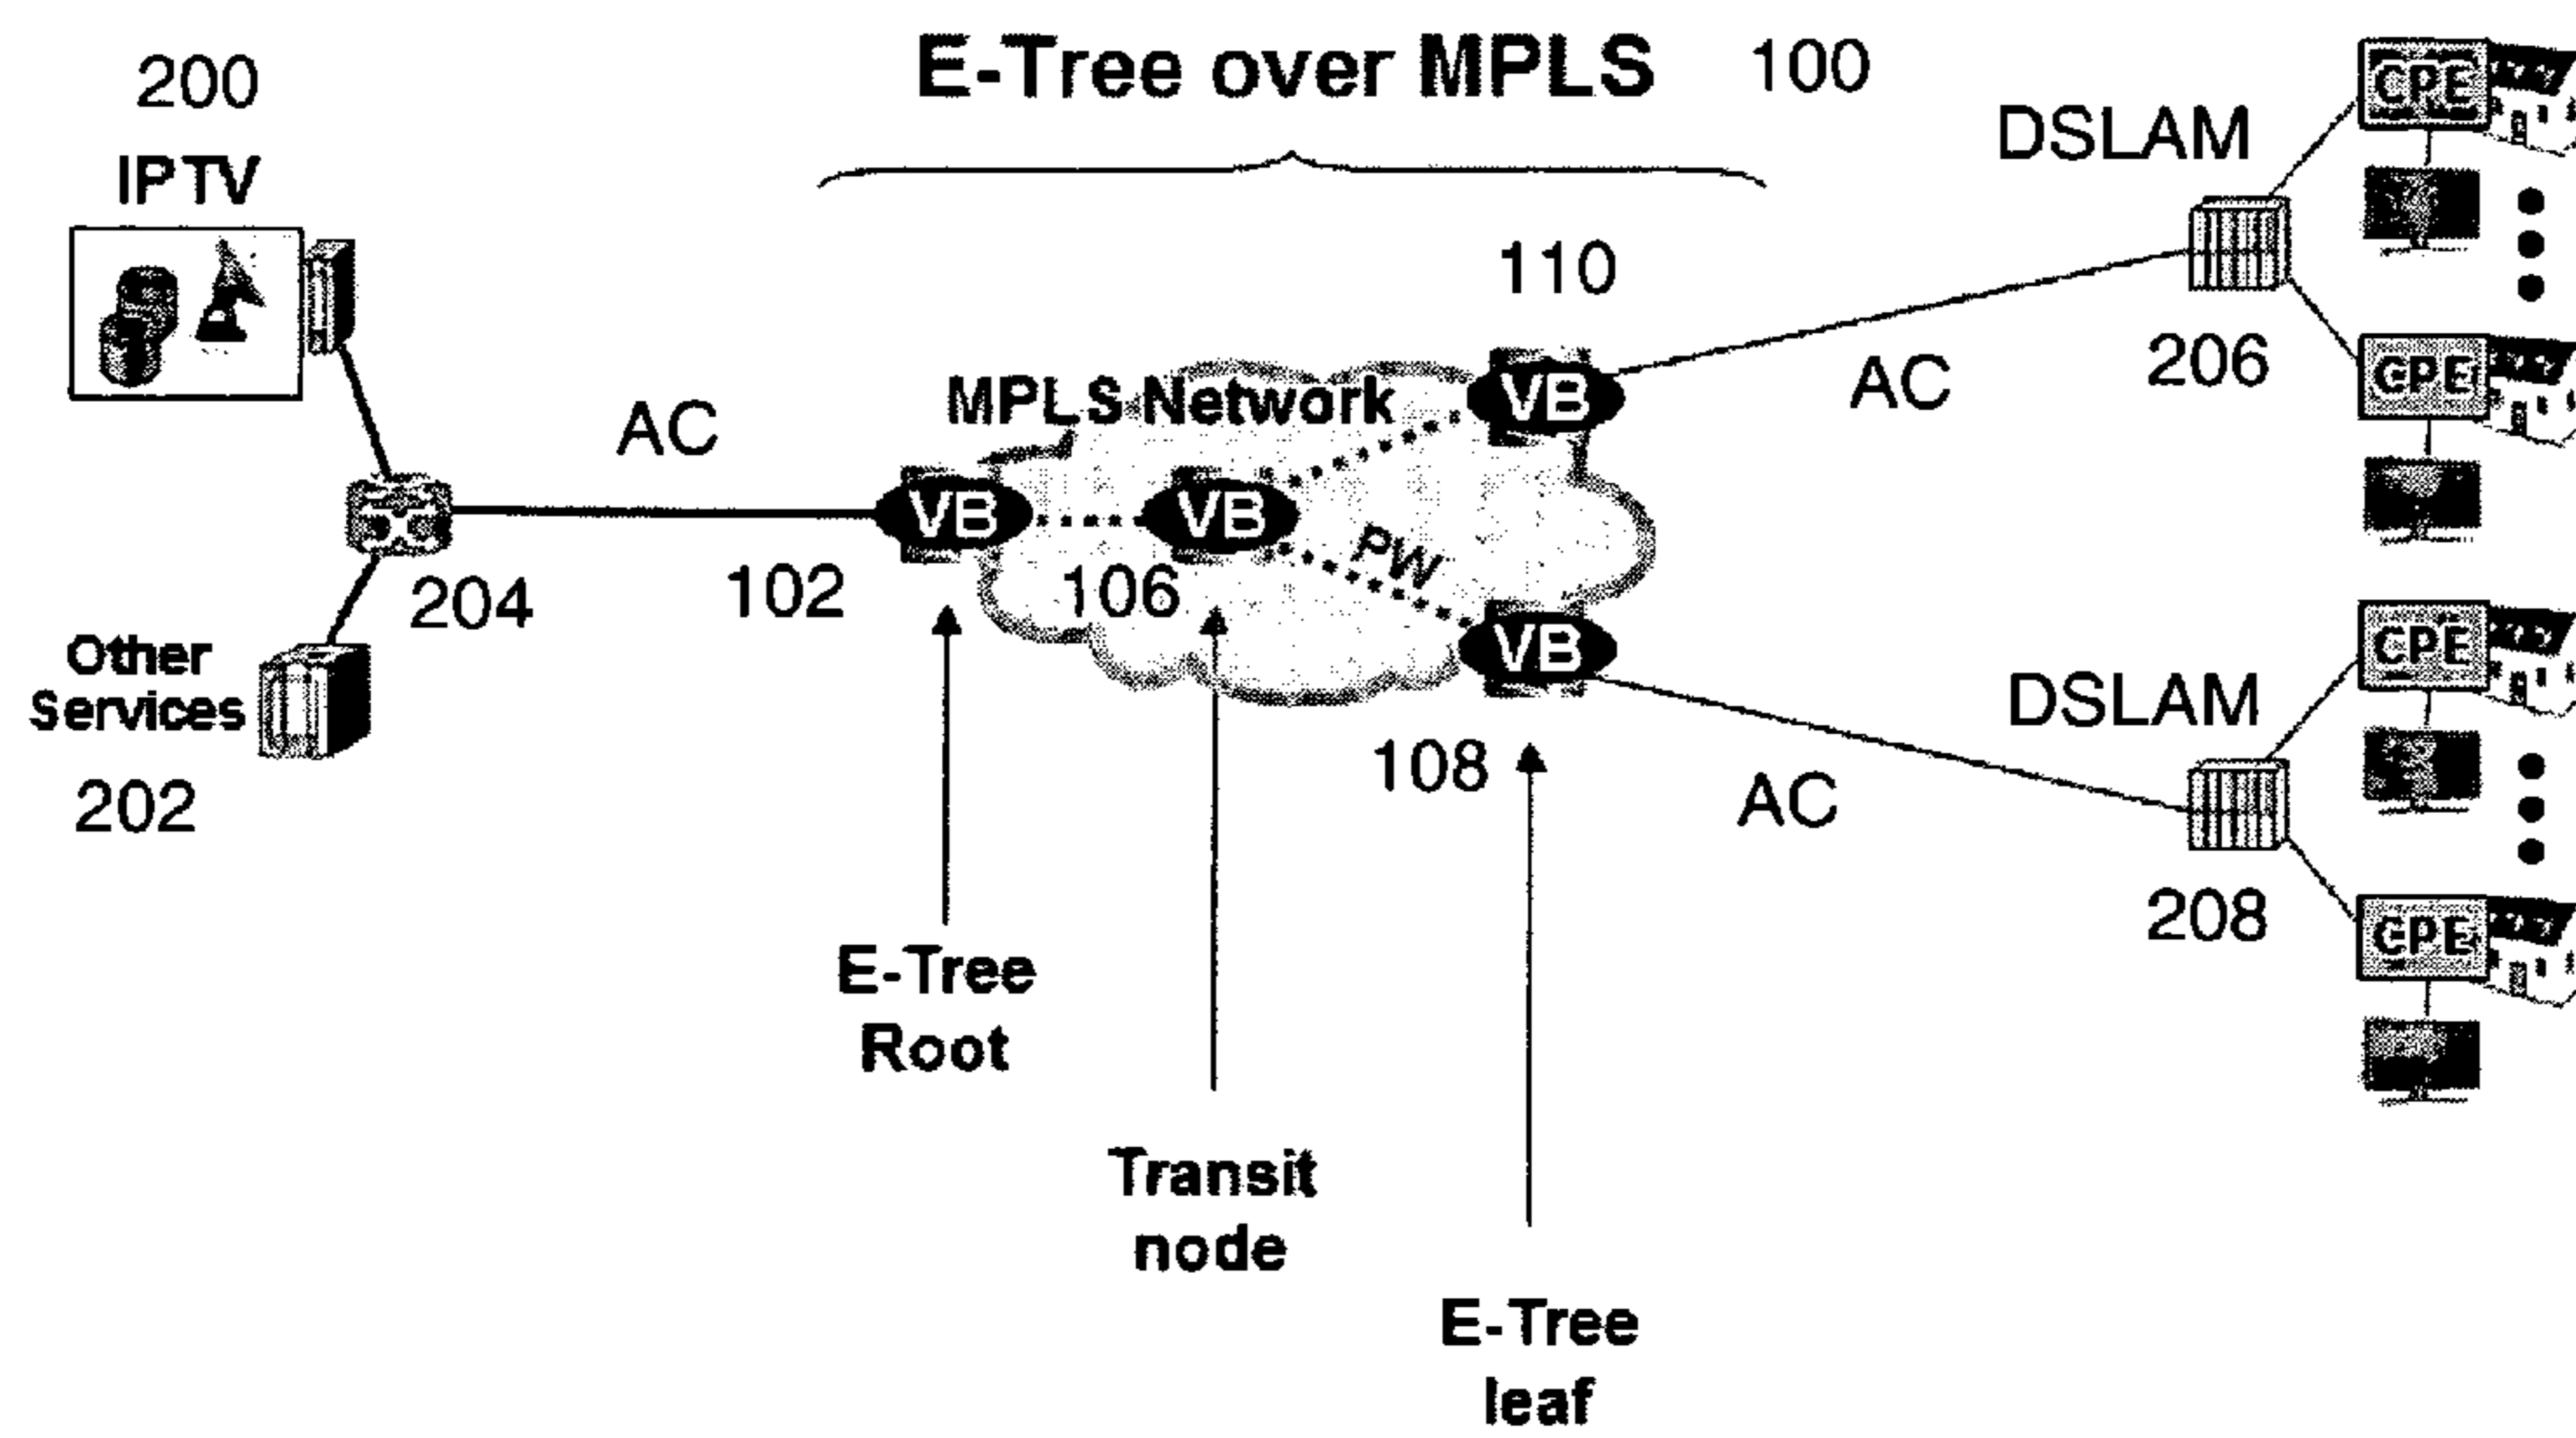 E-Tree over MPLS 100
200
IPTV
DSLAM
CPE
110
206
CPE
AC
MPLS Network
VB
AC
VB
VB
PW
102
106
204
VB
Other
Services
202
108
AC
DSLAM
CPE
208
CPE
E-Tree
Root
Transit
node
E-Tree
leaf